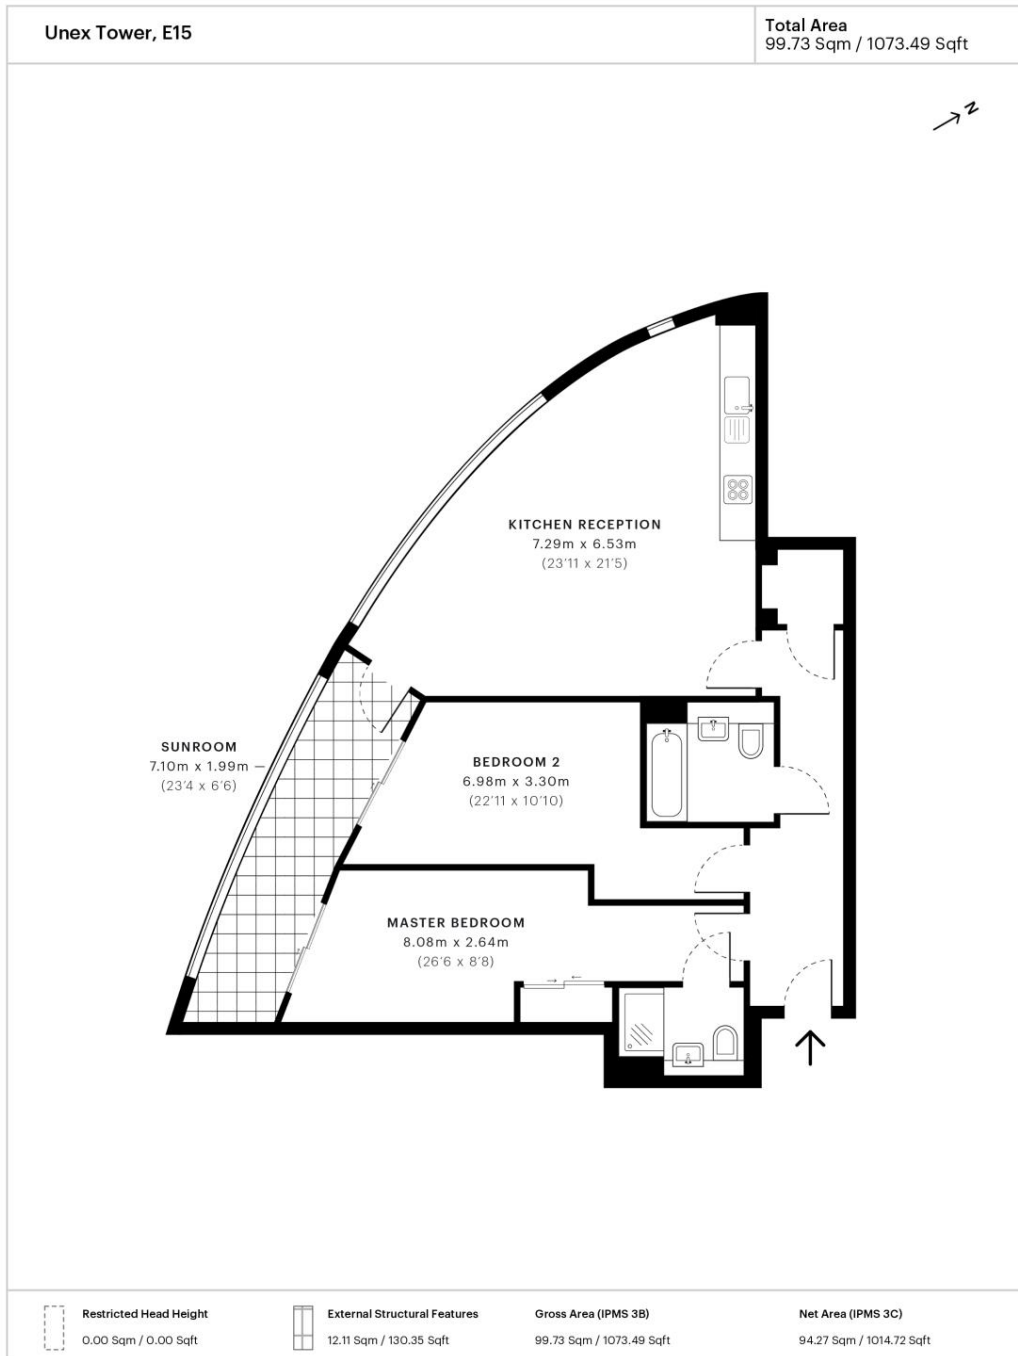 Unex Tower, E15
Total Area
99.73 Sqm / 1073.49 Sqft
N
KITCHEN RECEPTION
7.29m x 6.53m
(23'11 x 21'5)
SUNROOM
7.10m x 1.99m
(23'4 x 6'6)
BEDROOM 2
6.98m x 3.30m
(22'11 x 10'10)
MASTER BEDROOM
8.08m x 2.64m
(26'6 x 8'8)
Restricted Head Height
0.00 Sqm / 0.00 Sqft
External Structural Features
12.11 Sqm / 130.35 Sqft
Gross Area (IPMS 3B)
99.73 Sqm / 1073.49 Sqft
Net Area (IPMS 3C)
94.27 Sqm / 1014.72 Sqft